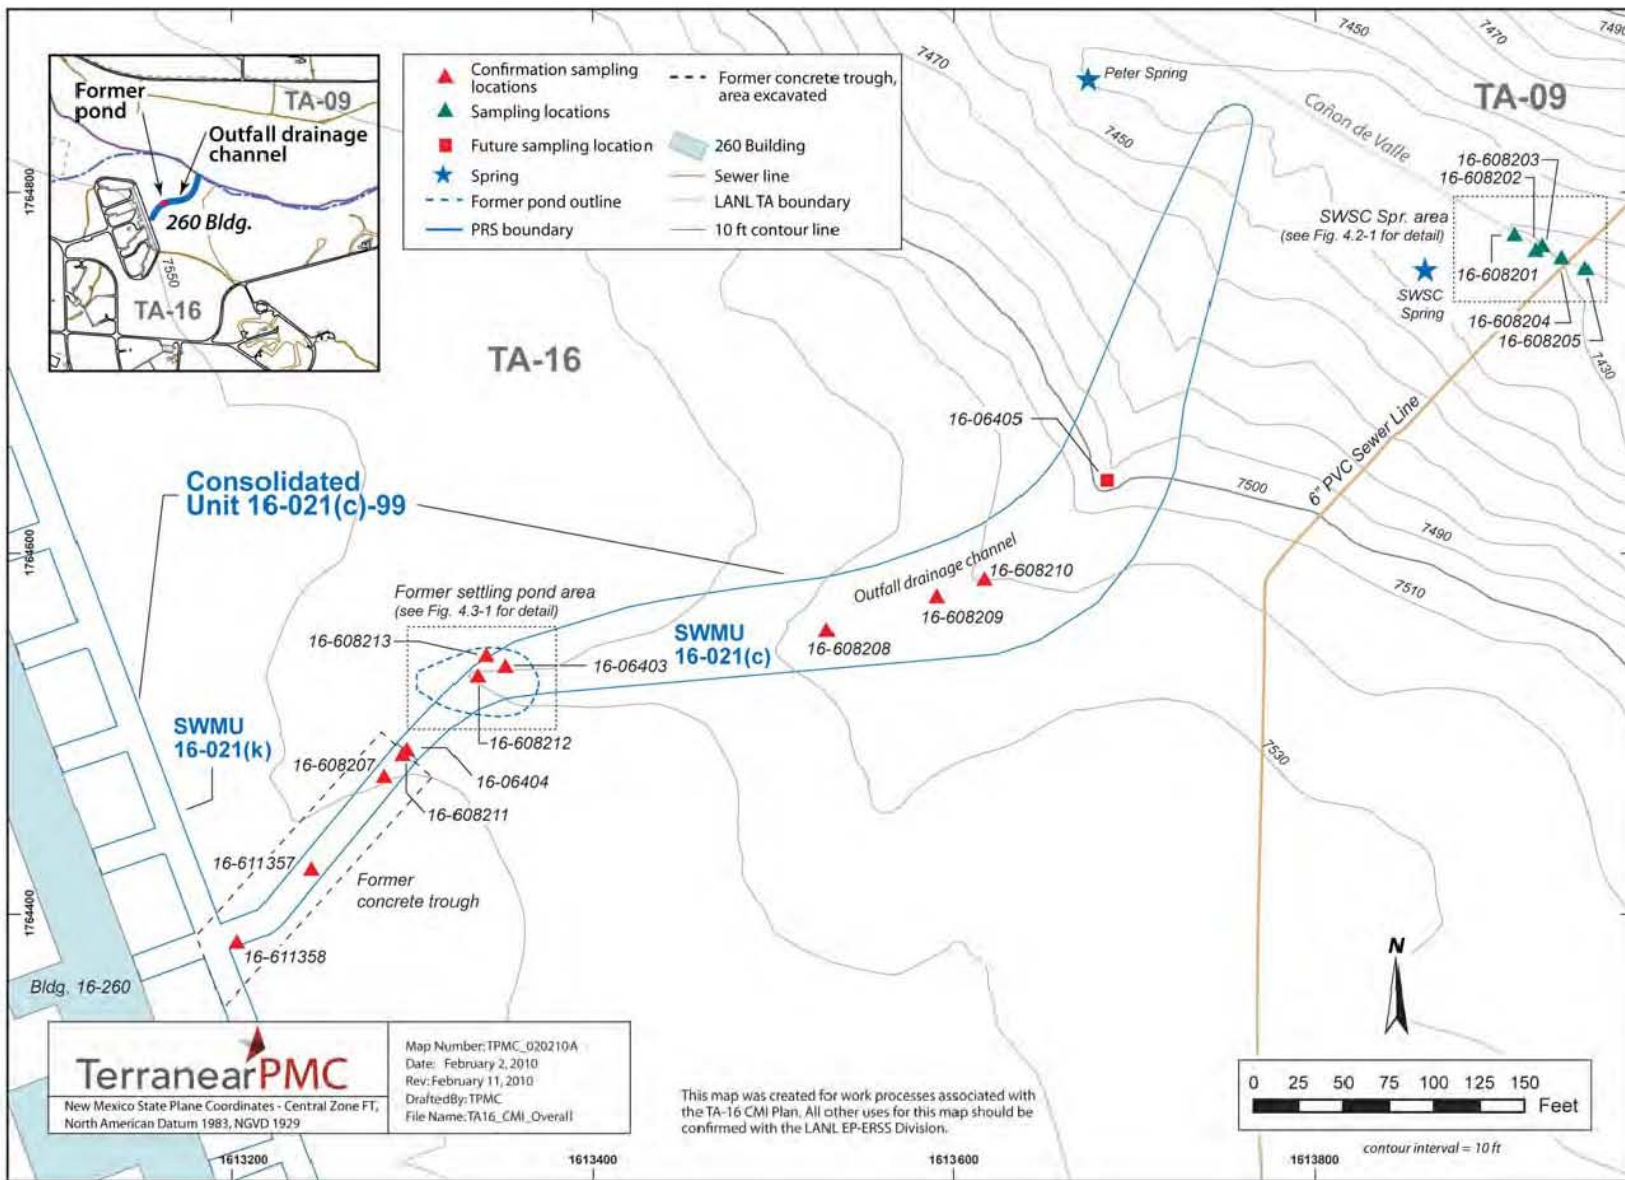 Former
pond
TA-09
Outfall drainage
channel
260 Bldg.
7550
TA-16
Confirmation sampling
locations
Sampling locations
Future sampling location
Spring
Former pond outline
PRS boundary
Former concrete trough,
area excavated
260 Building
Sewer line
LANL TA boundary
10 ft contour line
7470
7450
7470
7490
Peter Spring
TA-09
Cañon de Valle
7450
16-608203
16-608202
SWSC Spr. area
(see Fig. 4.2-1 for detail)
16-608201
SWSC
Spring
16-608204
16-608205
7430
1764800
TA-16
16-06405
6" PVC Sewer Line
7500
7490
7510
7530
Consolidated
Unit 16-021(c)-99
1764600
Outfall drainage channel
16-608210
16-608209
16-608208
Former settling pond area
(see Fig. 4.3-1 for detail)
16-608213
16-06403
SWMU
16-021(c)
SWMU
16-021(k)
16-608212
16-608207
16-06404
16-608211
16-611357
Former
concrete trough
1764400
16-611358
Bldg. 16-260
N
TerranearPMC
New Mexico State Plane Coordinates - Central Zone FT,
North American Datum 1983, NGVD 1929
Map Number: TPMC_020210A
Date: February 2, 2010
Rev: February 11, 2010
DraftedBy: TPMC
File Name: TA16_CMI_Overall
This map was created for work processes associated with
the TA-16 CMI Plan. All other uses for this map should be
confirmed with the LANL EP-ERSS Division.
0 25 50 75 100 125 150
Feet
contour interval = 10 ft
1613200
1613400
1613600
1613800